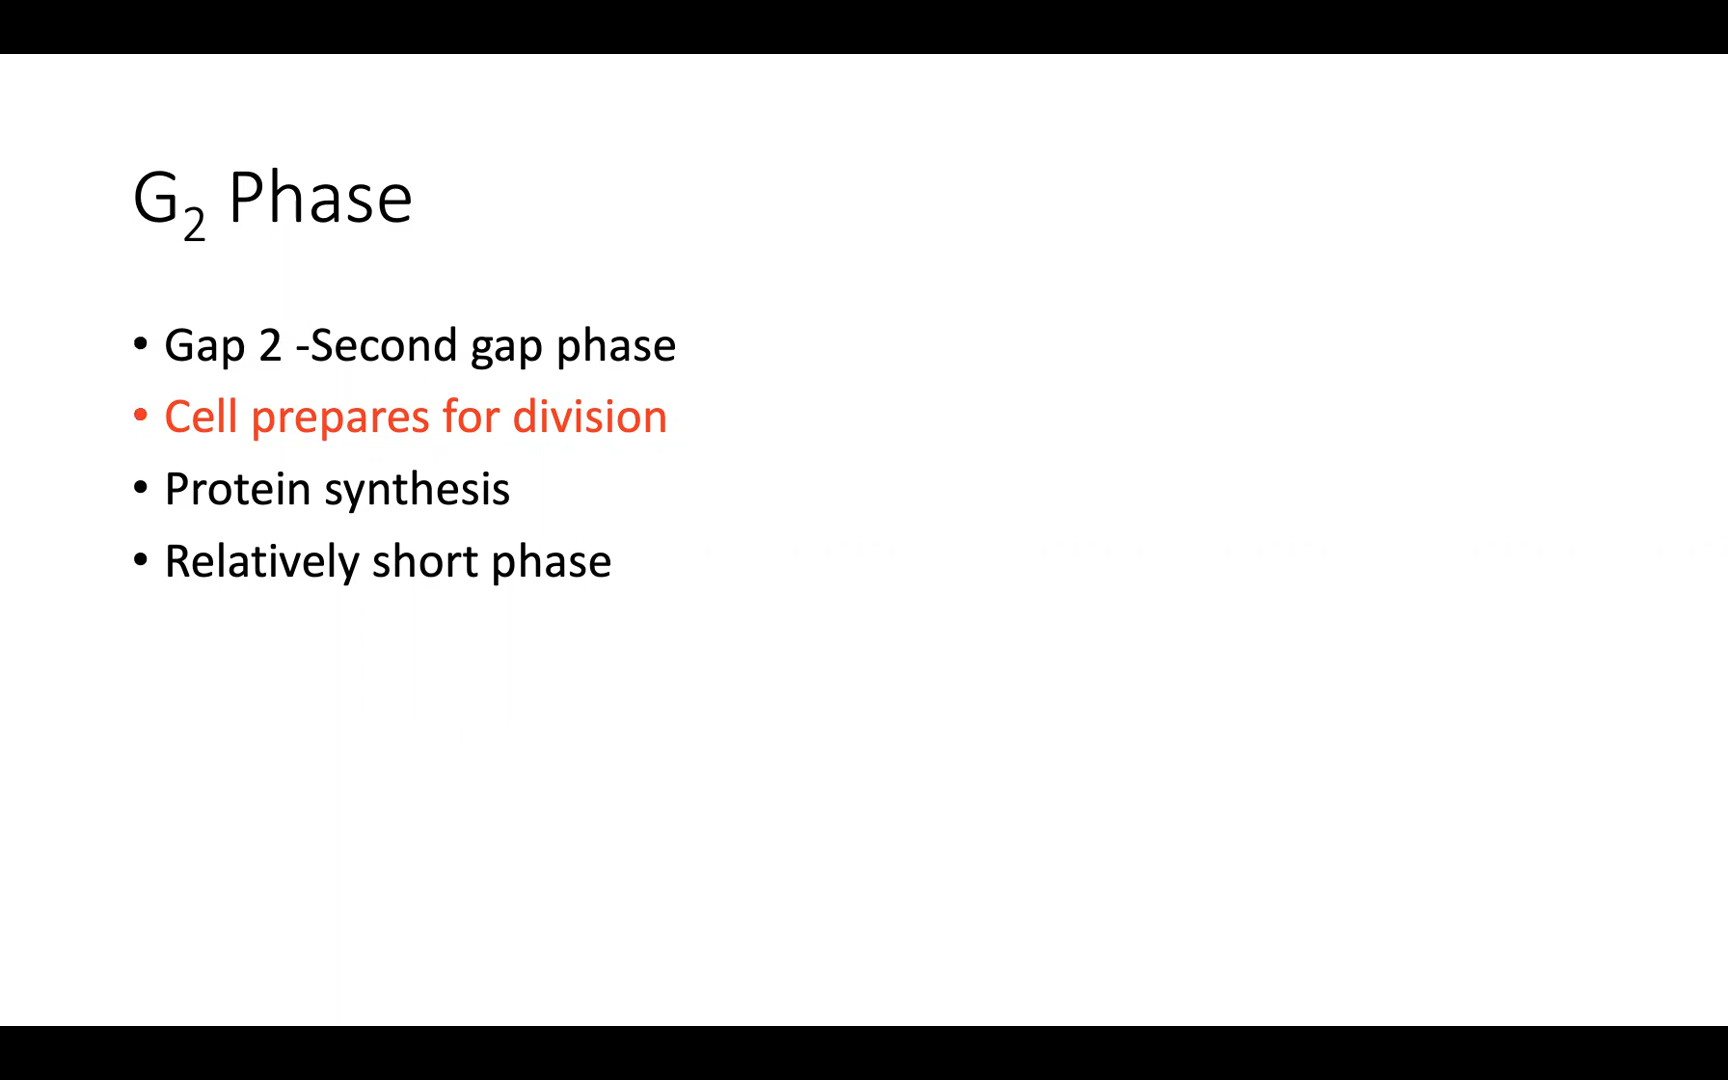 G₂ Phase
• Gap 2 -Second gap phase
• Cell prepares for division
• Protein synthesis
• Relatively short phase